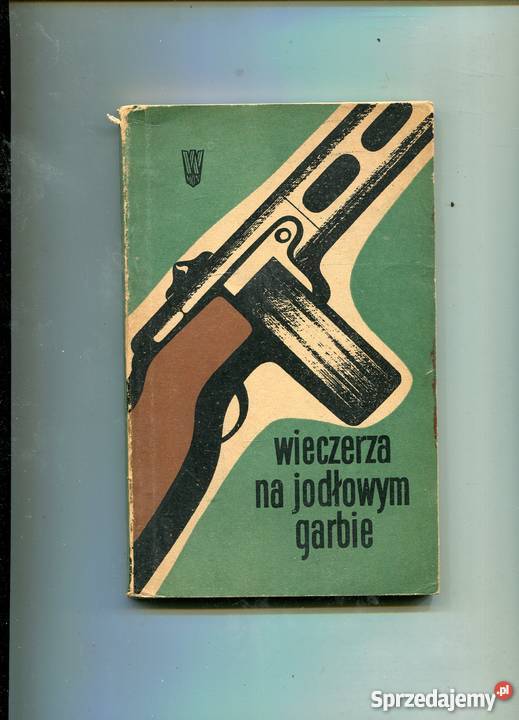 wieczerza
na jodłowym
garbie
Sprzedajemy.pl